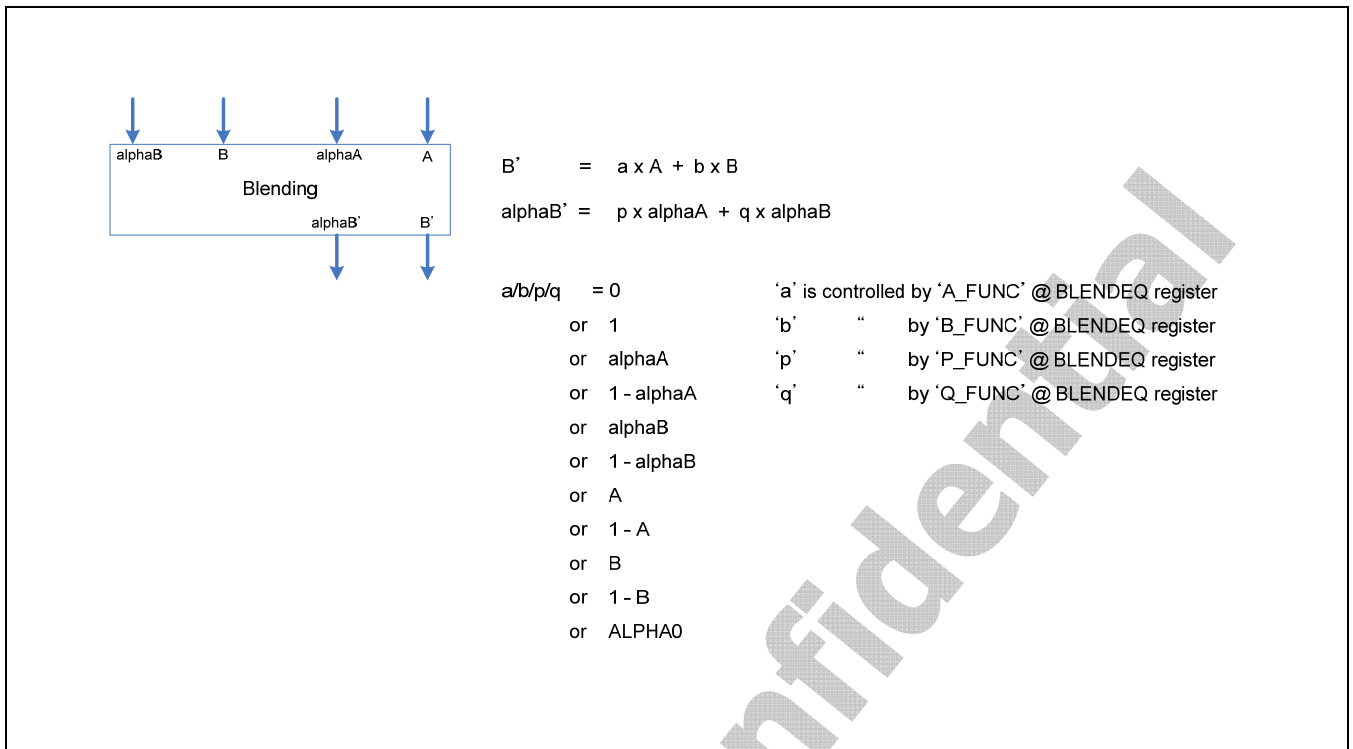 alphaB B alphaA A
Blending
alphaB’ B’
B’ = a x A + b x B
alphaB’ = p x alphaA + q x alphaB
a/b/p/q = 0 ‘a’ is controlled by ‘A_FUNC’ @ BLENDEQ register
or 1 ‘b’ “ by ‘B_FUNC’ @ BLENDEQ register
or alphaA ‘p’ “ by ‘P_FUNC’ @ BLENDEQ register
or 1 - alphaA ‘q’ “ by ‘Q_FUNC’ @ BLENDEQ register
or alphaB
or 1 - alphaB
or A
or 1 - A
or B
or 1 - B
or ALPHA0
nfidential